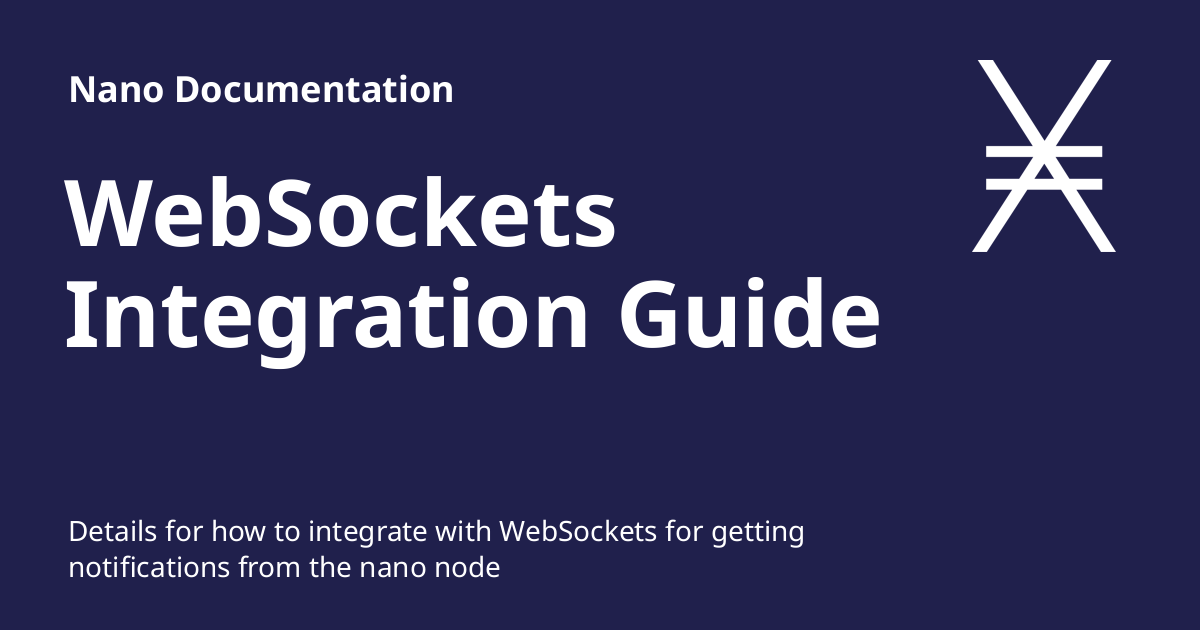 Nano Documentation
WebSockets
Integration Guide
Details for how to integrate with WebSockets for getting
notifications from the nano node